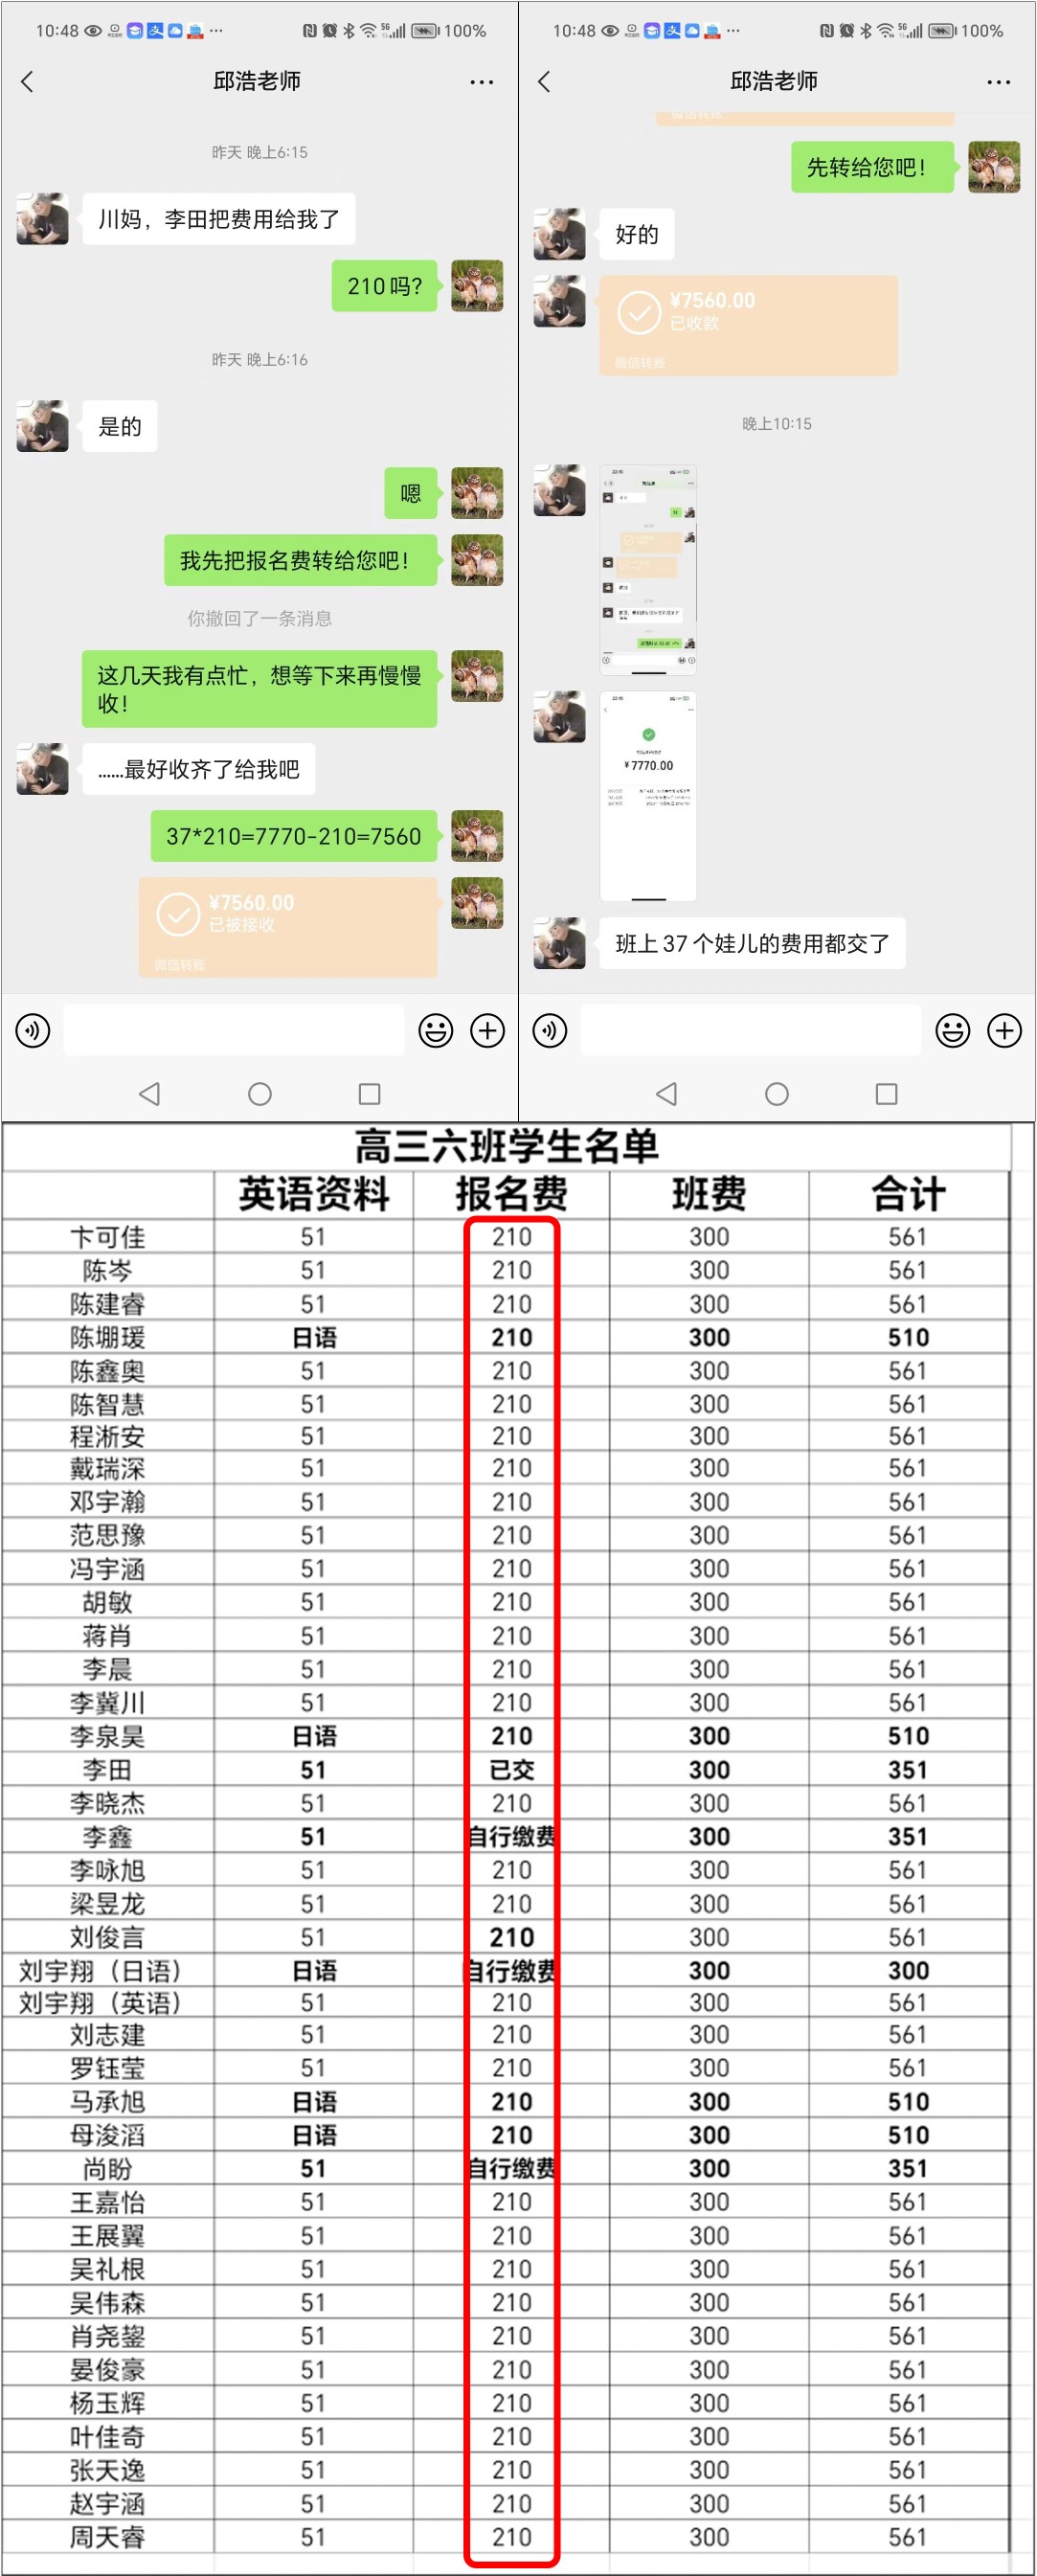 10:48
100%
邱浩老师
昨天 晚上6:15
川妈，李田把费用给我了
210吗？
昨天 晚上6:16
是的
嗯
我先把报名费转给您吧！
你撤回了一条消息
这几天我有点忙，想等下来再慢慢
收！
......最好收齐了给我吧
37*210=7770-210=7560
¥7560.00
已被接收
微信转账
10:48
100%
邱浩老师
微信转账
先转给您吧！
好的
¥7560.00
已收款
微信转账
晚上10:15
¥7770.00
班上37个娃儿的费用都交了
高三六班学生名单
英语资料 报名费 班费 合计
卞可佳 51 210 300 561
陈岑 51 210 300 561
陈建睿 51 210 300 561
陈堋瑗 日语 210 300 510
陈鑫奥 51 210 300 561
陈智慧 51 210 300 561
程淅安 51 210 300 561
戴瑞深 51 210 300 561
邓宇瀚 51 210 300 561
范思豫 51 210 300 561
冯宇涵 51 210 300 561
胡敏 51 210 300 561
蒋肖 51 210 300 561
李晨 51 210 300 561
李冀川 51 210 300 561
李泉昊 日语 210 300 510
李田 51 已交 300 351
李晓杰 51 210 300 561
李鑫 51 自行缴费 300 351
李咏旭 51 210 300 561
梁昱龙 51 210 300 561
刘俊言 51 210 300 561
刘宇翔（日语） 日语 自行缴费 300 300
刘宇翔（英语） 51 210 300 561
刘志建 51 210 300 561
罗钰莹 51 210 300 561
马承旭 日语 210 300 510
母浚滔 日语 210 300 510
尚盼 51 自行缴费 300 351
王嘉怡 51 210 300 561
王展翼 51 210 300 561
吴礼根 51 210 300 561
吴伟森 51 210 300 561
肖尧鋆 51 210 300 561
晏俊豪 51 210 300 561
杨玉辉 51 210 300 561
叶佳奇 51 210 300 561
张天逸 51 210 300 561
赵宇涵 51 210 300 561
周天睿 51 210 300 561